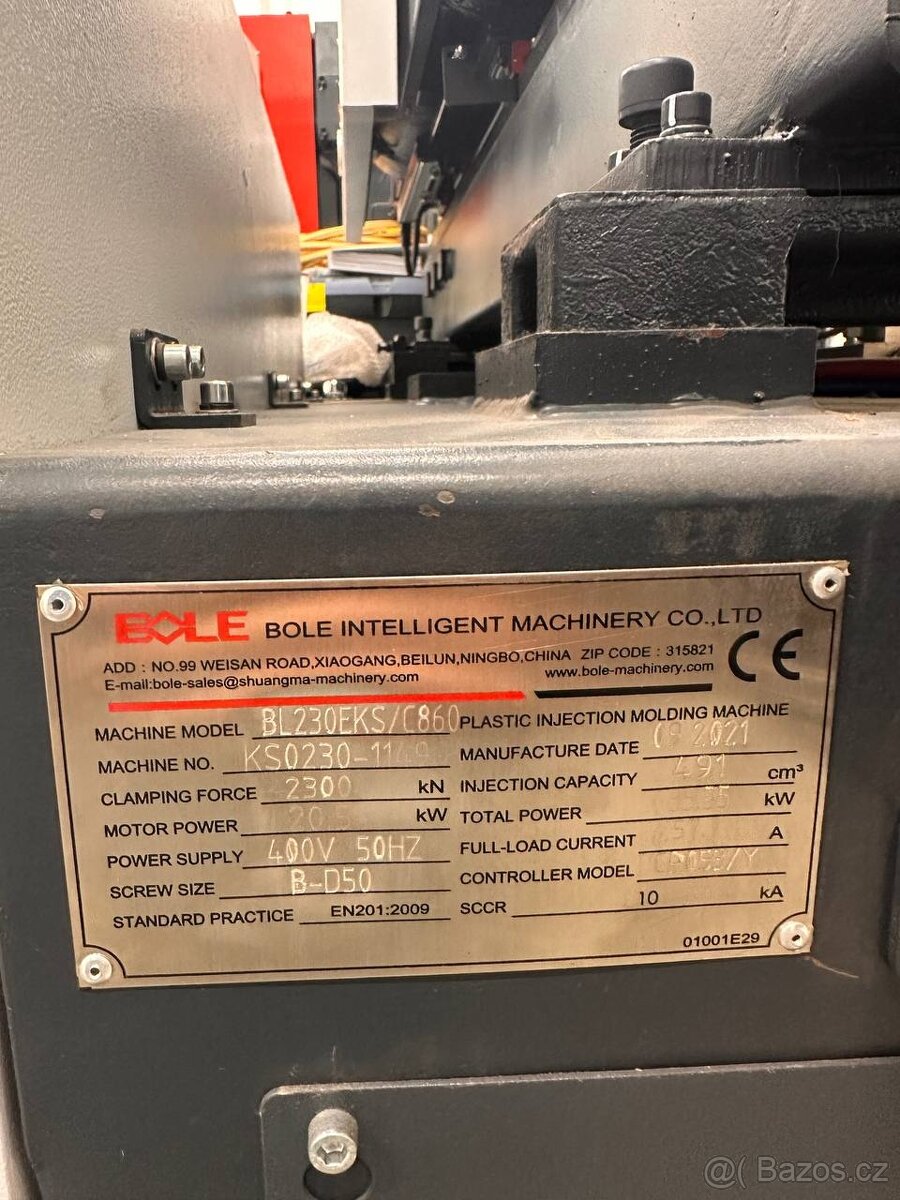 BOLE BOLE INTELLIGENT MACHINERY CO.,LTD
ADD : NO.99 WEISAN ROAD,XIAOGANG,BEILUN,NINGBO,CHINA ZIP CODE : 315821
E-mail:bole-sales@shuangma-machinery.com www.bole-machinery.com
CE
MACHINE MODEL BL230EKS/C860 PLASTIC INJECTION MOLDING MACHINE
MACHINE NO. MANUFACTURE DATE 09 2021
CLAMPING FORCE 2300 kN INJECTION CAPACITY 491 cm³
MOTOR POWER kW TOTAL POWER kW
POWER SUPPLY 400V 50HZ FULL-LOAD CURRENT A
SCREW SIZE B-D50 CONTROLLER MODEL
STANDARD PRACTICE EN201:2009 SCCR 10 kA
01001E29
@( Bazos.cz